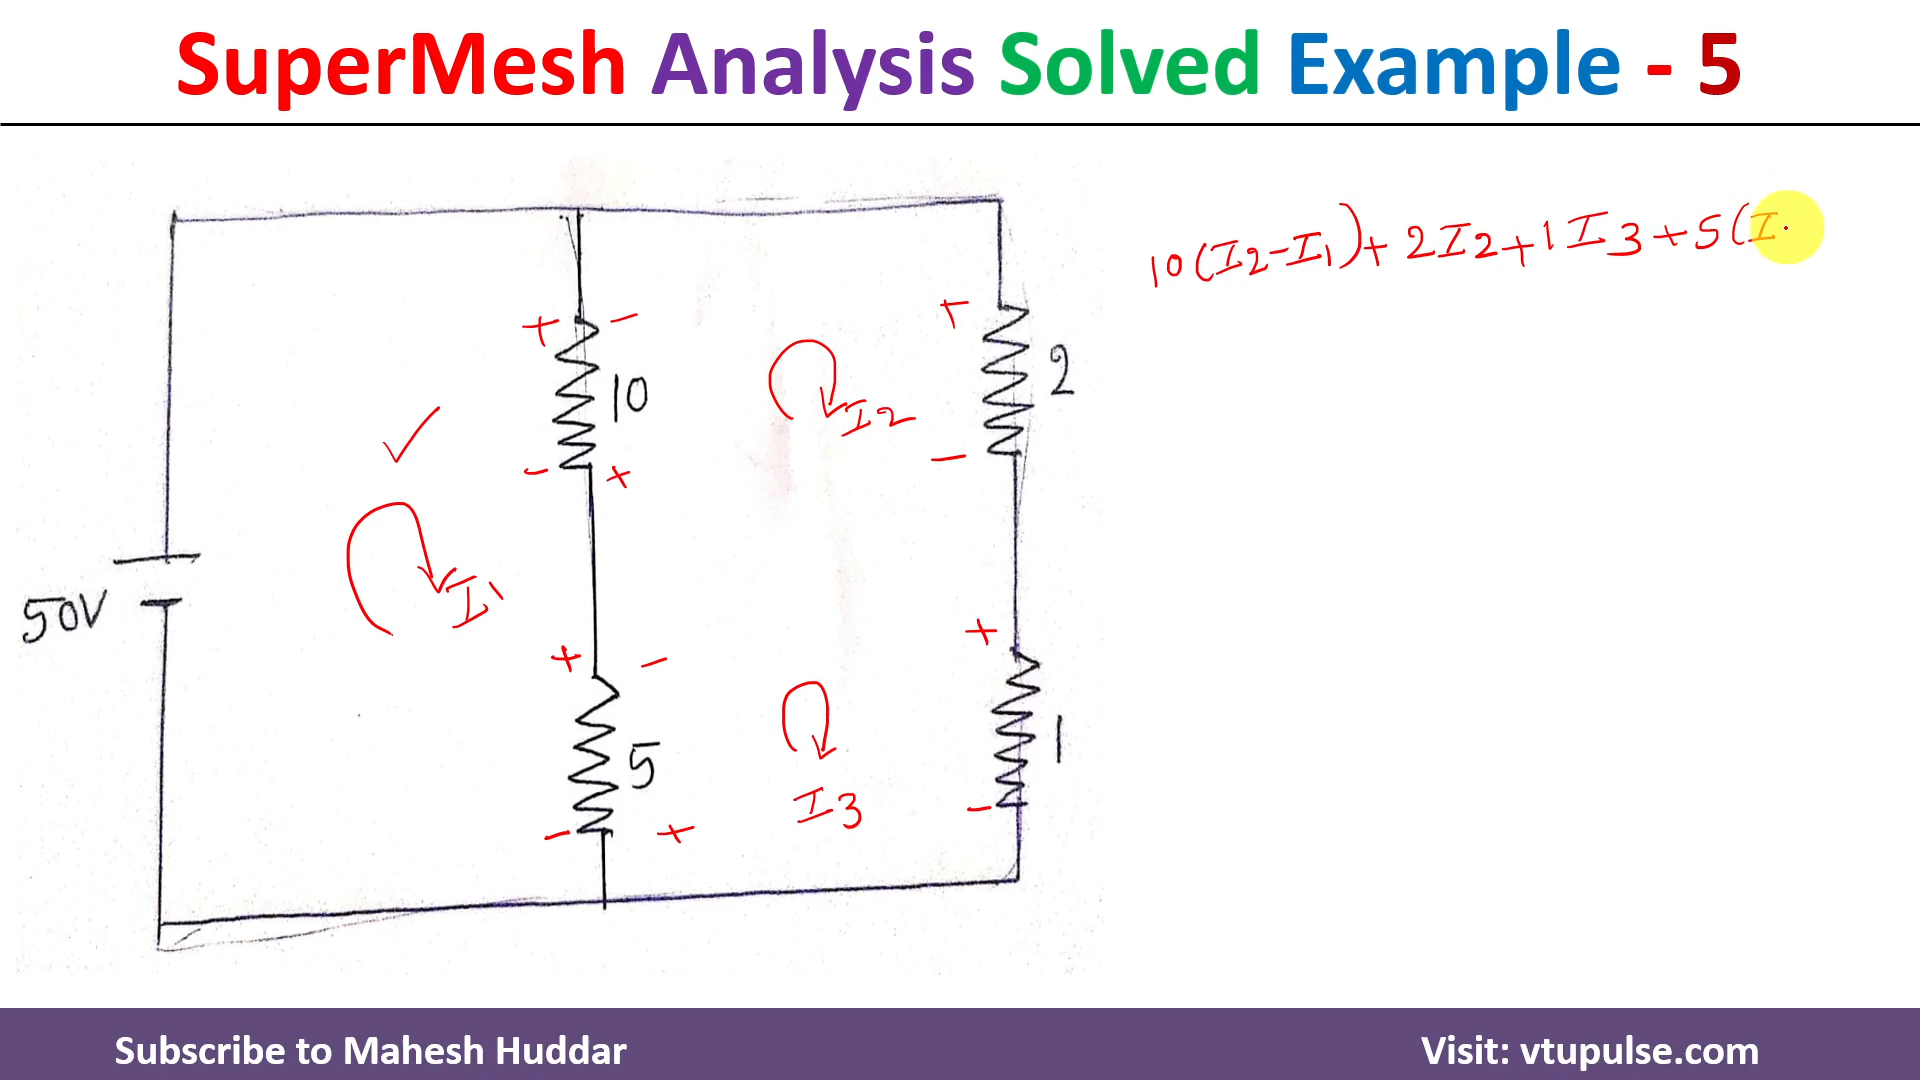 SuperMesh Analysis Solved Example - 5
10(I2-I1)+ 2I2+1I3+5(I
+ -
+
10
2
I2
- +
-
50V
I1
+ -
+
5
1
I3
- +
-
Subscribe to Mahesh Huddar
Visit: vtupulse.com